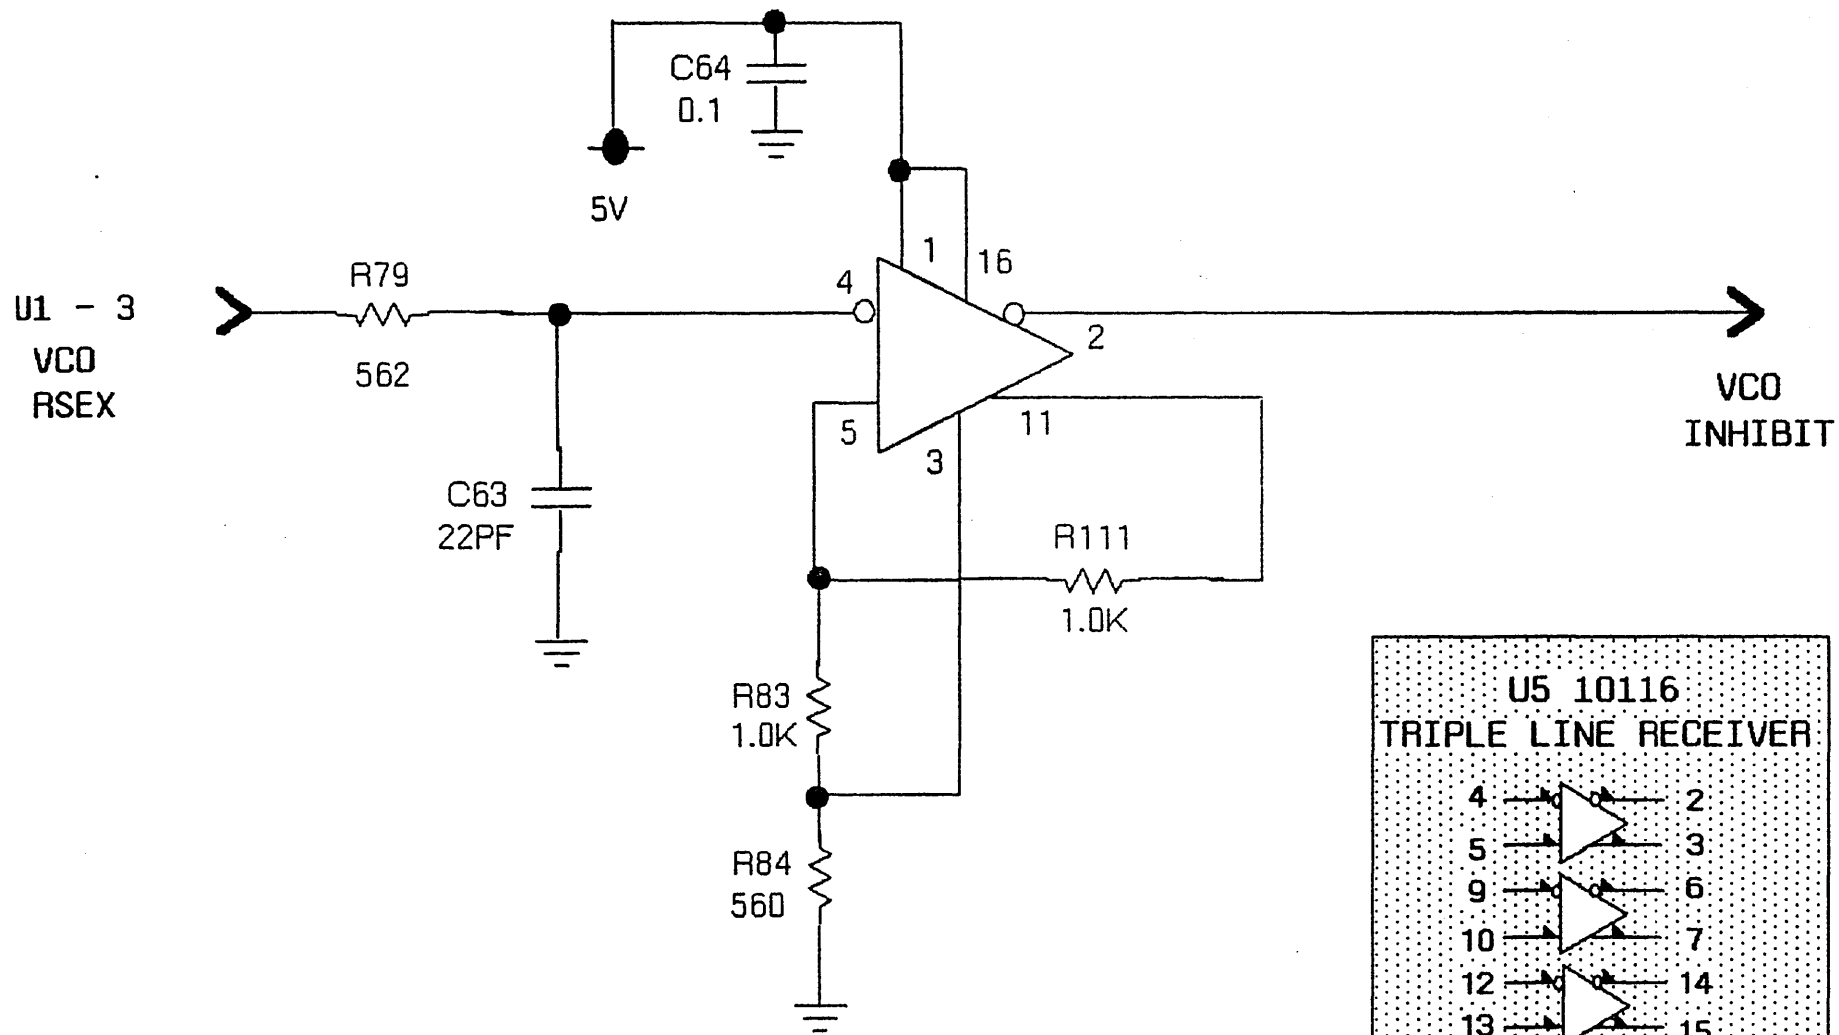 C64
0.1
5V
1
16
4
R79
U1 - 3
562
VCO
RSEX
2
VCO
INHIBIT
5
11
3
C63
22PF
R111
1.0K
R83
1.0K
R84
560
U5 10116
TRIPLE LINE RECEIVER
4 2
5 3
9 6
10 7
12 14
13 15